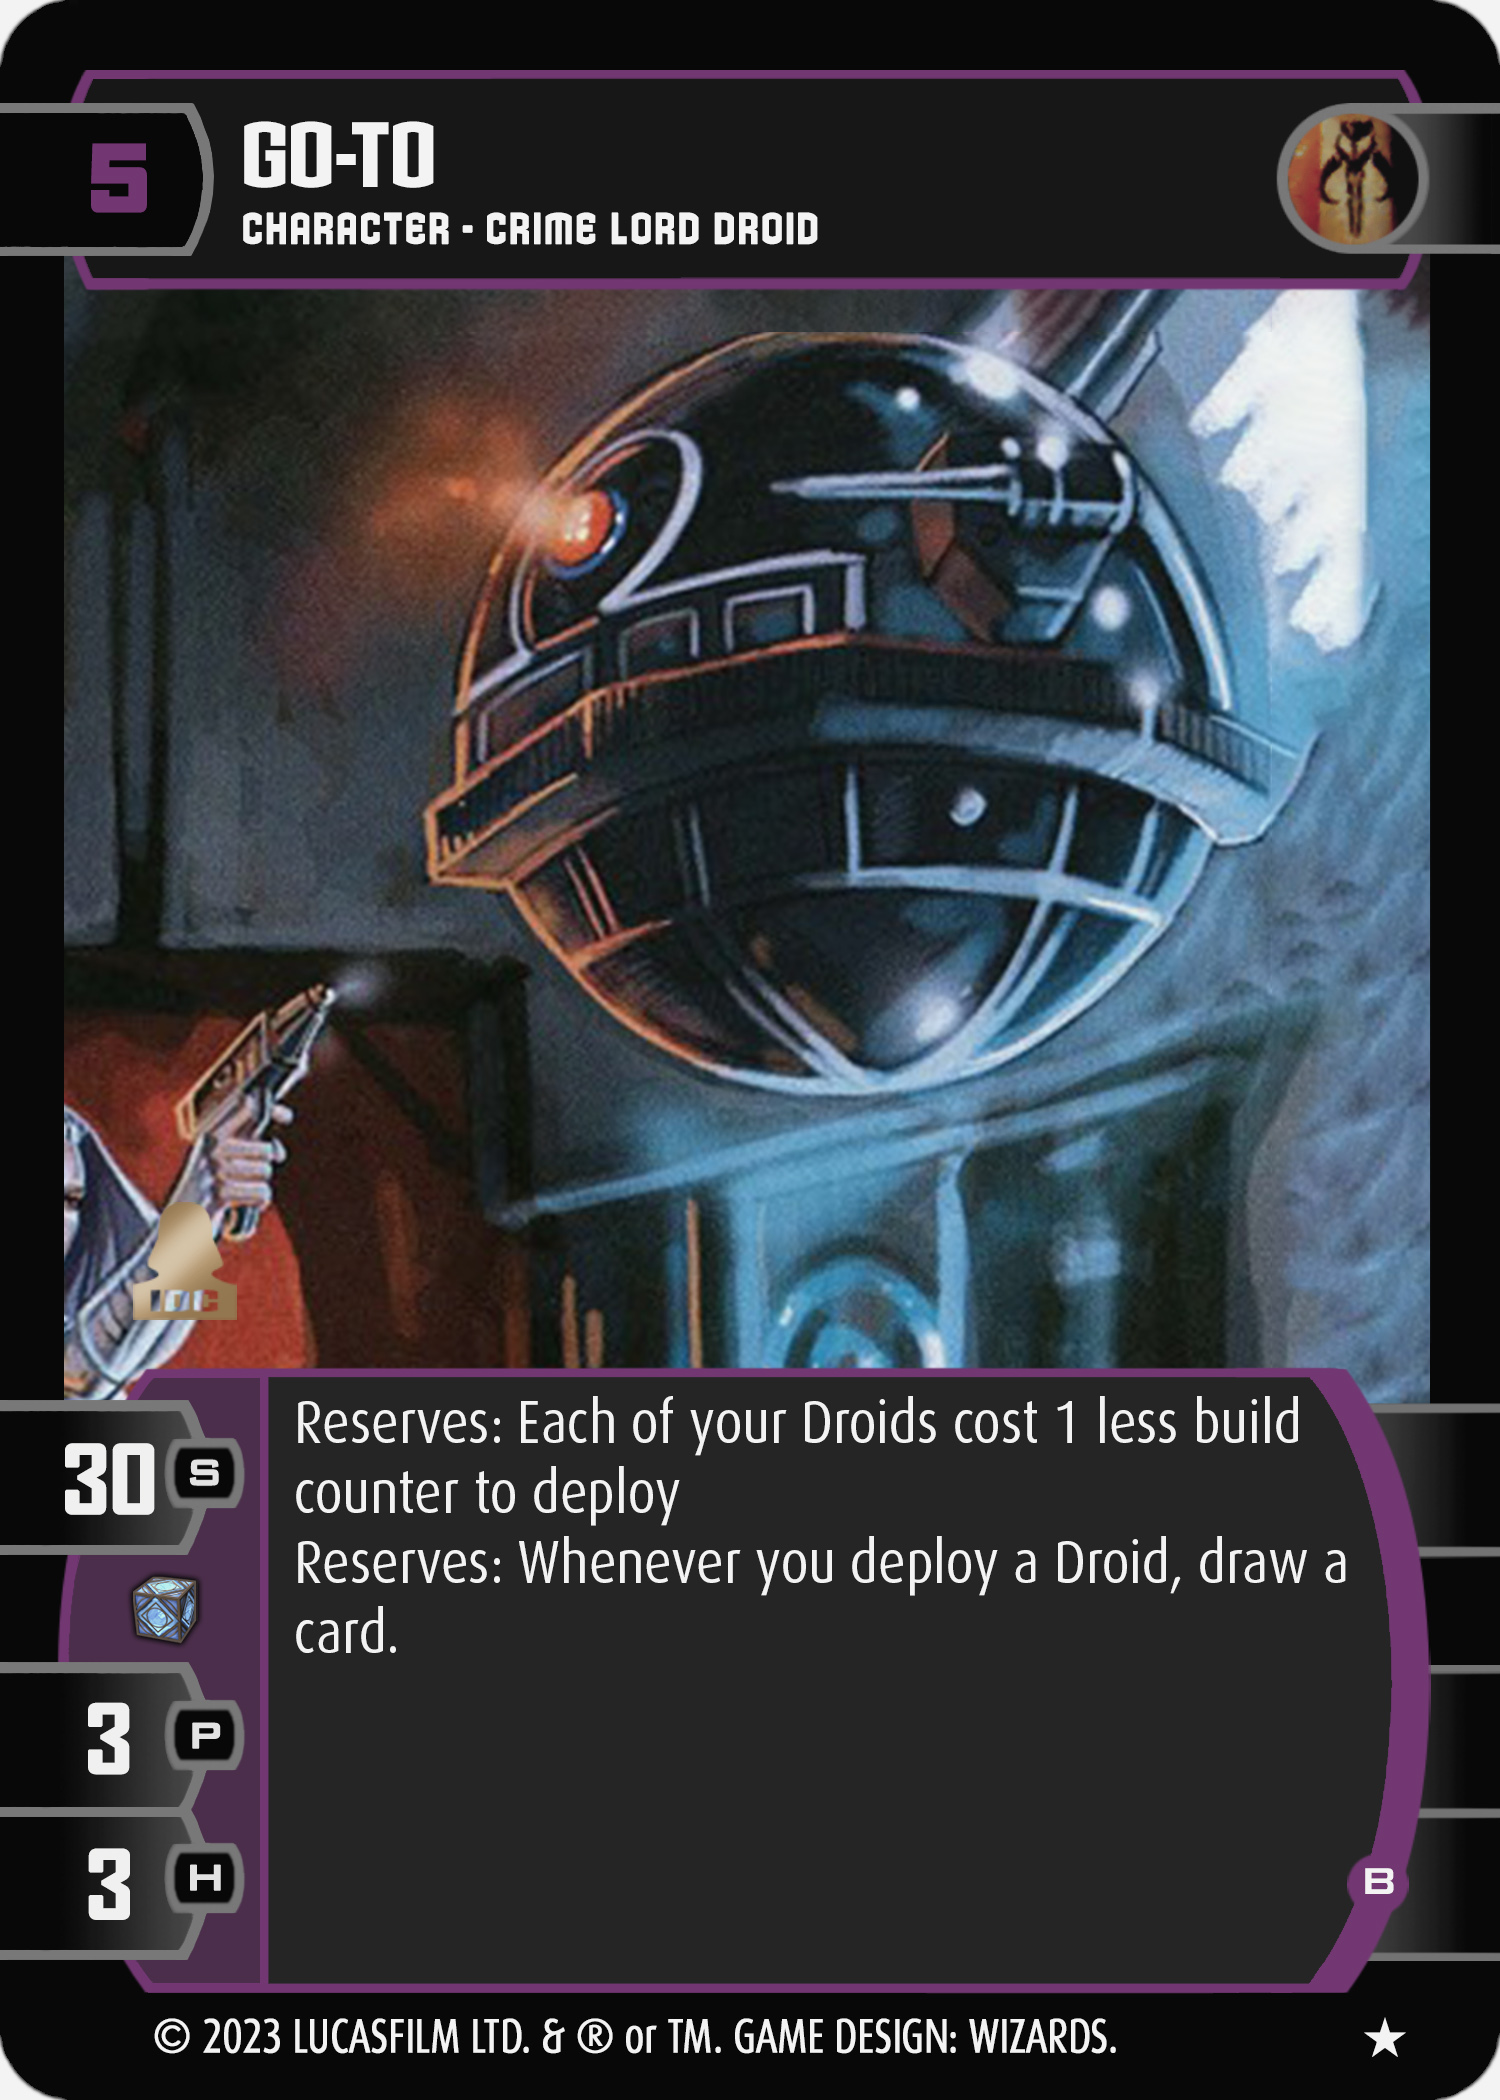 5
GO-TO
CHARACTER - CRIME LORD DROID
IDC
30 S
Reserves: Each of your Droids cost 1 less build
counter to deploy
Reserves: Whenever you deploy a Droid, draw a
card.
3 P
3 H
B
© 2023 LUCASFILM LTD. & ® or TM. GAME DESIGN: WIZARDS.